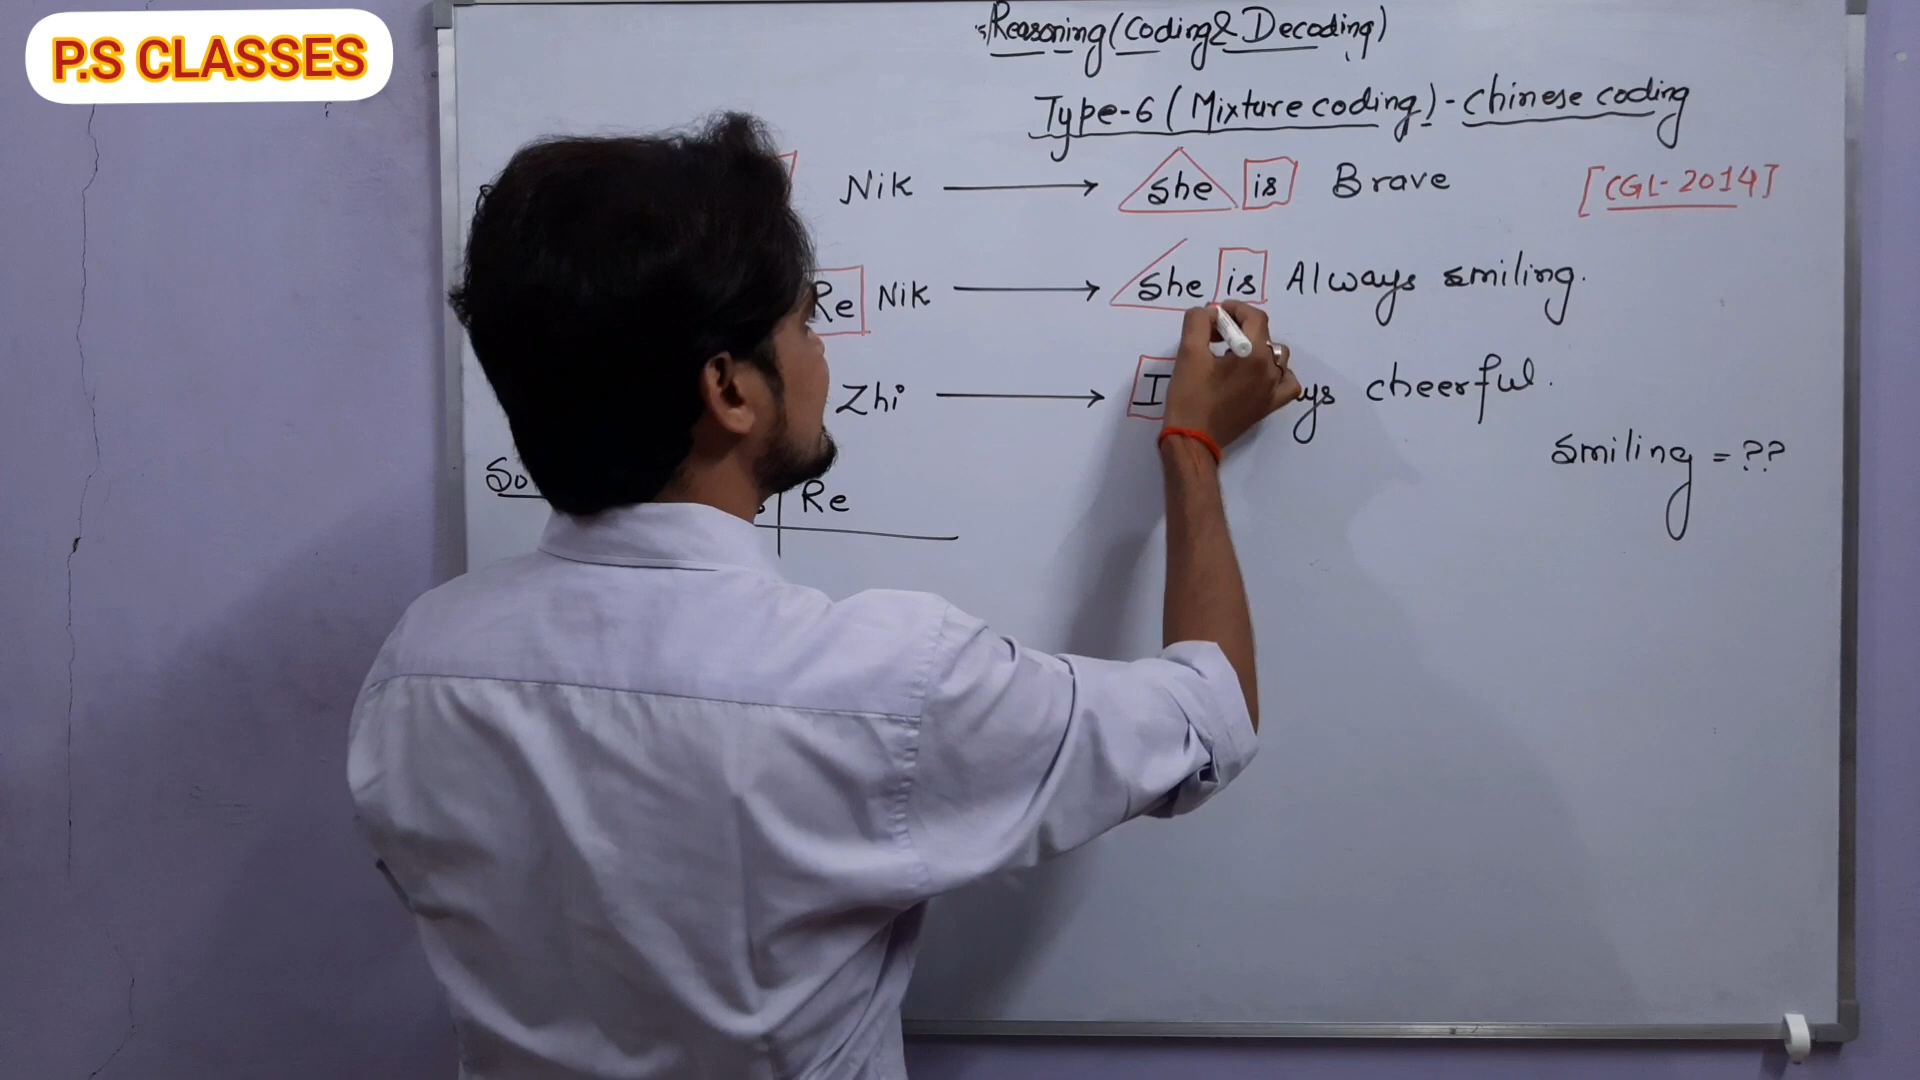 P.S CLASSES
Reasoning (Coding & Decoding)
Type-6 (Mixture coding) - Chinese coding
Nik → she is Brave [CGL-2014]
Re Nik → she is Always smiling.
Zhi → I cheerful.
smiling = ??
Re